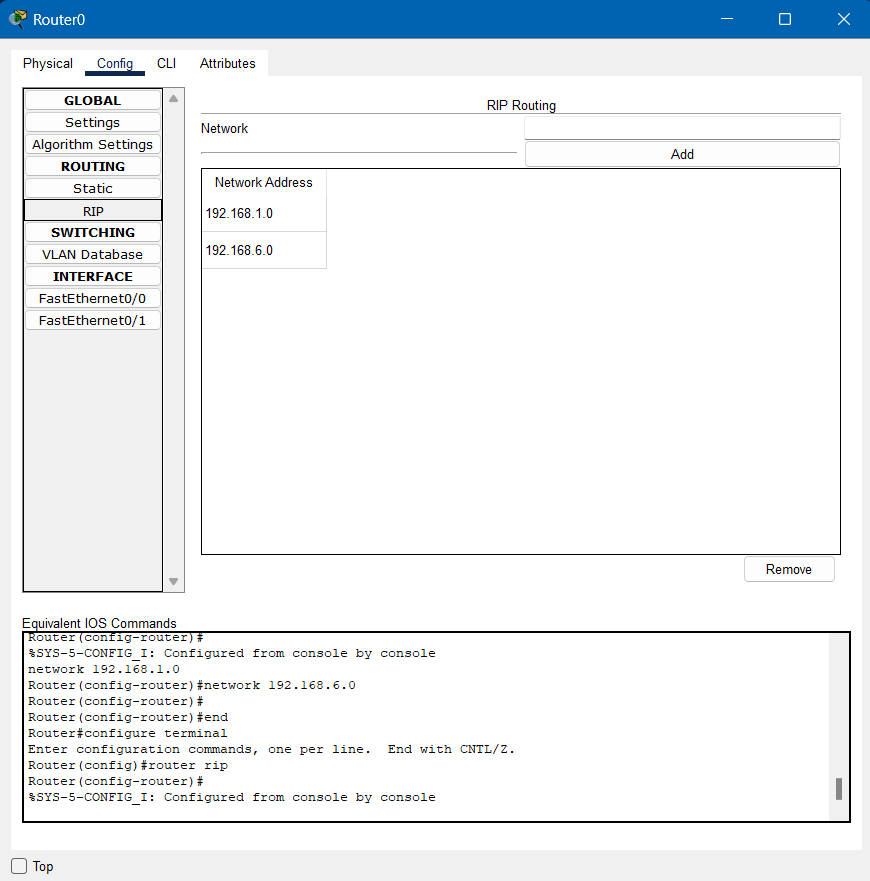 Router0
Physical Config CLI Attributes
GLOBAL
Settings
Algorithm Settings
ROUTING
Static
RIP
SWITCHING
VLAN Database
INTERFACE
FastEthernet0/0
FastEthernet0/1
RIP Routing
Network
Add
Network Address
192.168.1.0
192.168.6.0
Remove
Equivalent IOS Commands
Router(config-router)#
%SYS-5-CONFIG_I: Configured from console by console
network 192.168.1.0
Router(config-router)#network 192.168.6.0
Router(config-router)#
Router(config-router)#end
Router#configure terminal
Enter configuration commands, one per line.  End with CNTL/Z.
Router(config)#router rip
Router(config-router)#
%SYS-5-CONFIG_I: Configured from console by console
Top